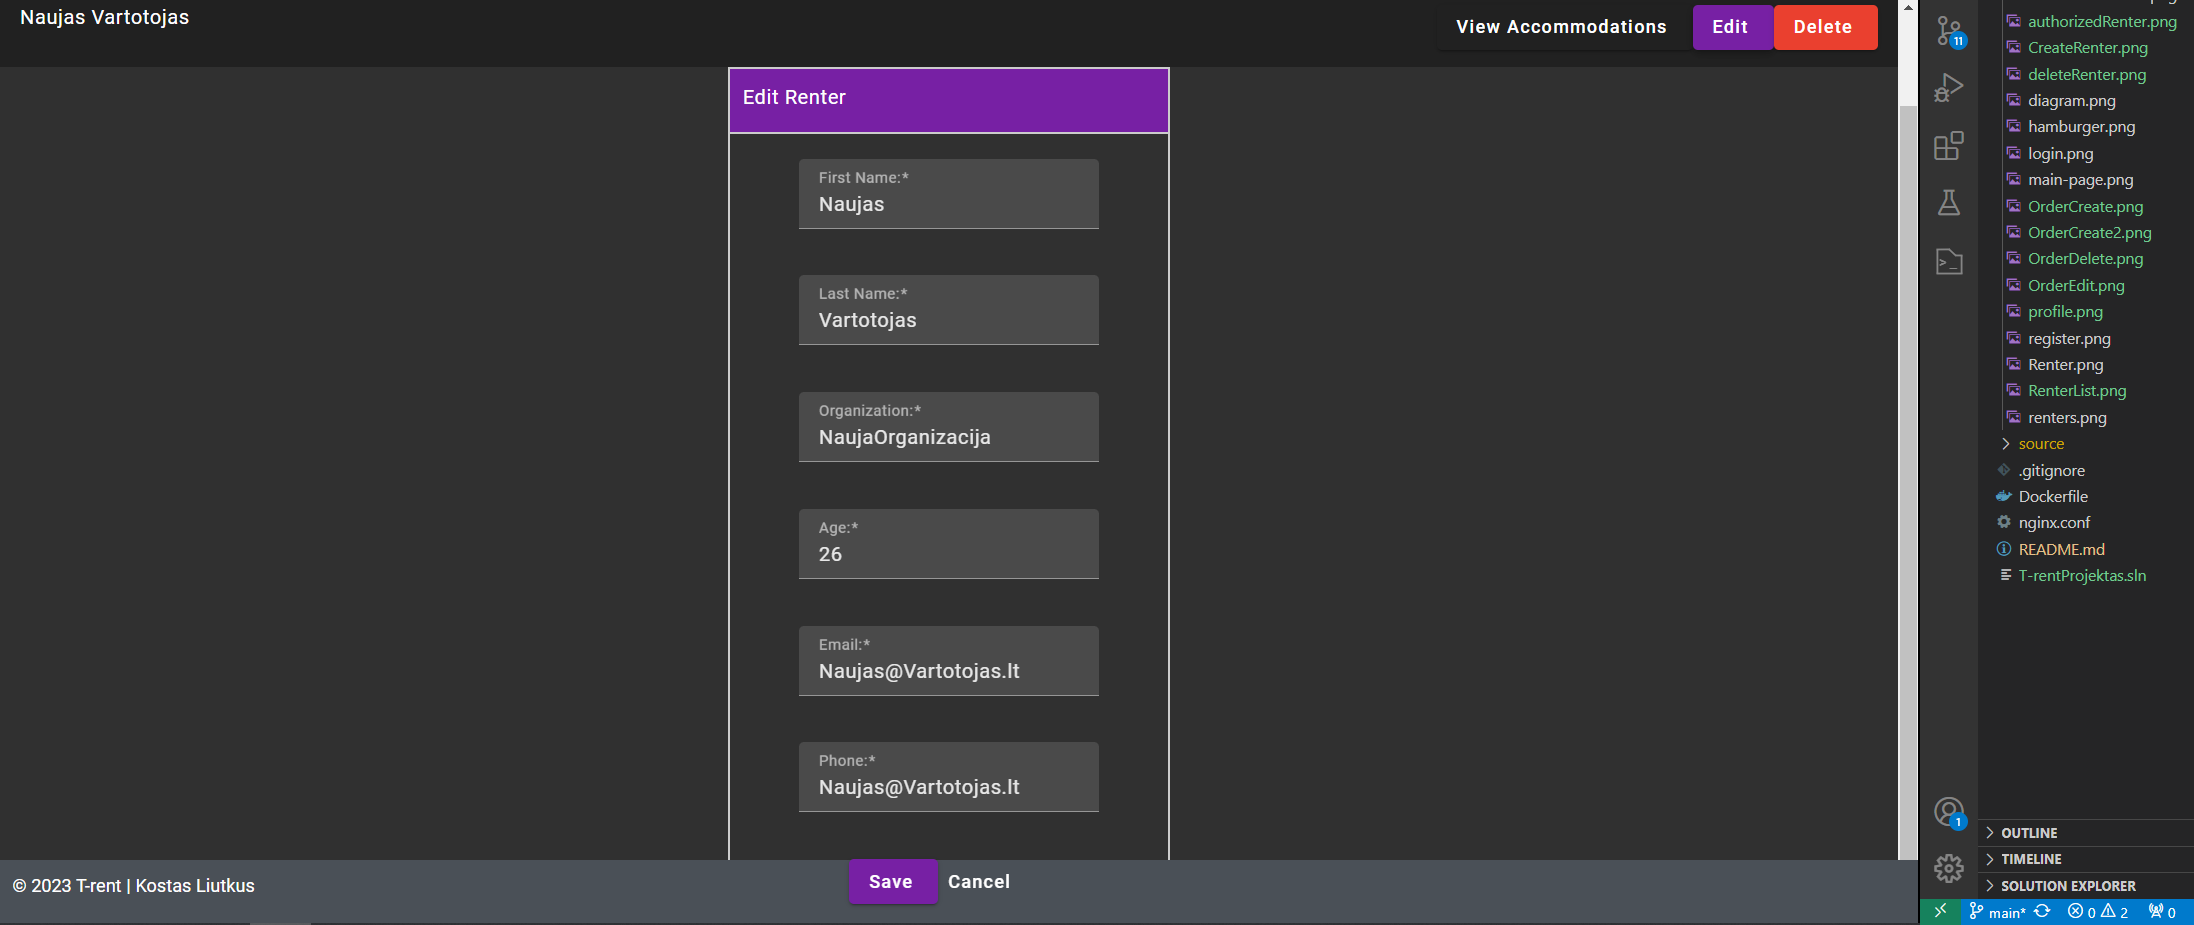 Naujas Vartotojas
View Accommodations
Edit
Delete
Edit Renter
First Name:*
Naujas
Last Name:*
Vartotojas
Organization:*
NaujaOrganizacija
Age:*
26
Email:*
Naujas@Vartotojas.lt
Phone:*
Naujas@Vartotojas.lt
Save
Cancel
© 2023 T-rent | Kostas Liutkus
11
authorizedRenter.png
CreateRenter.png
deleteRenter.png
diagram.png
hamburger.png
login.png
main-page.png
OrderCreate.png
OrderCreate2.png
OrderDelete.png
OrderEdit.png
profile.png
register.png
Renter.png
RenterList.png
renters.png
source
.gitignore
Dockerfile
nginx.conf
README.md
T-rentProjektas.sln
1
OUTLINE
TIMELINE
SOLUTION EXPLORER
main* 0 2 0